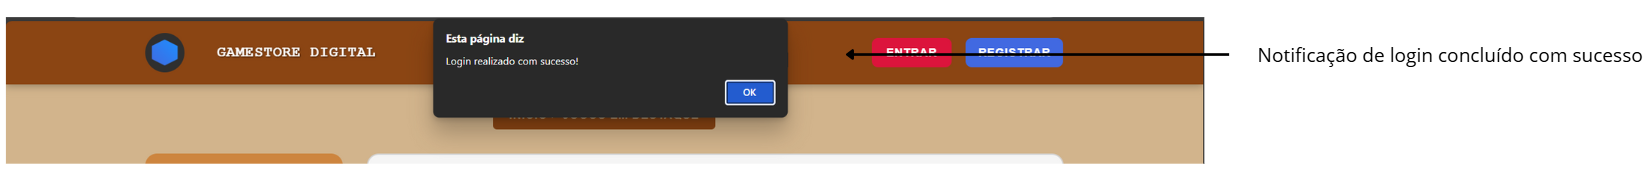 GAMESTORE DIGITAL
Esta página diz
Login realizado com sucesso!
OK
ENTRAR
REGISTRAR
Notificação de login concluído com sucesso